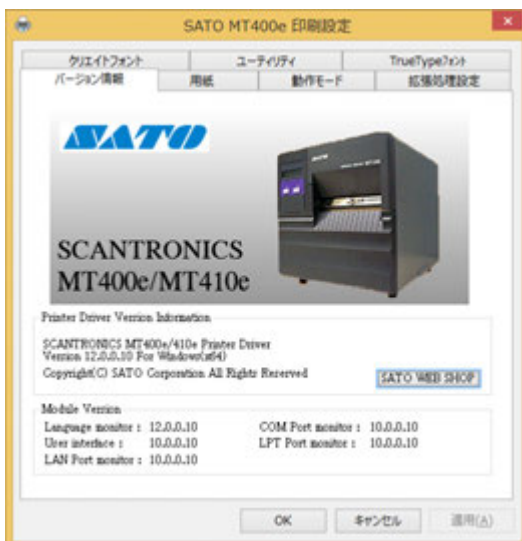 SATO MT400e 印刷設定
クリエイトフォント
ユーティリティ
TrueTypeフォント
バージョン情報
用紙
動作モード
拡張処理設定
SATO
SCANTRONICS
MT400e/MT410e
Printer Driver Version Information
SCANTRONICS MT400e/410e Printer Driver
Version 12.0.0.10 For Windows(x64)
Copyright(C) SATO Corporation All Rights Reserved
SATO WEB SHOP
Module Version
Language monitor : 12.0.0.10
COM Port monitor : 10.0.0.10
User interface : 10.0.0.10
LPT Port monitor : 10.0.0.10
LAN Port monitor : 10.0.0.10
OK
キャンセル
適用(A)